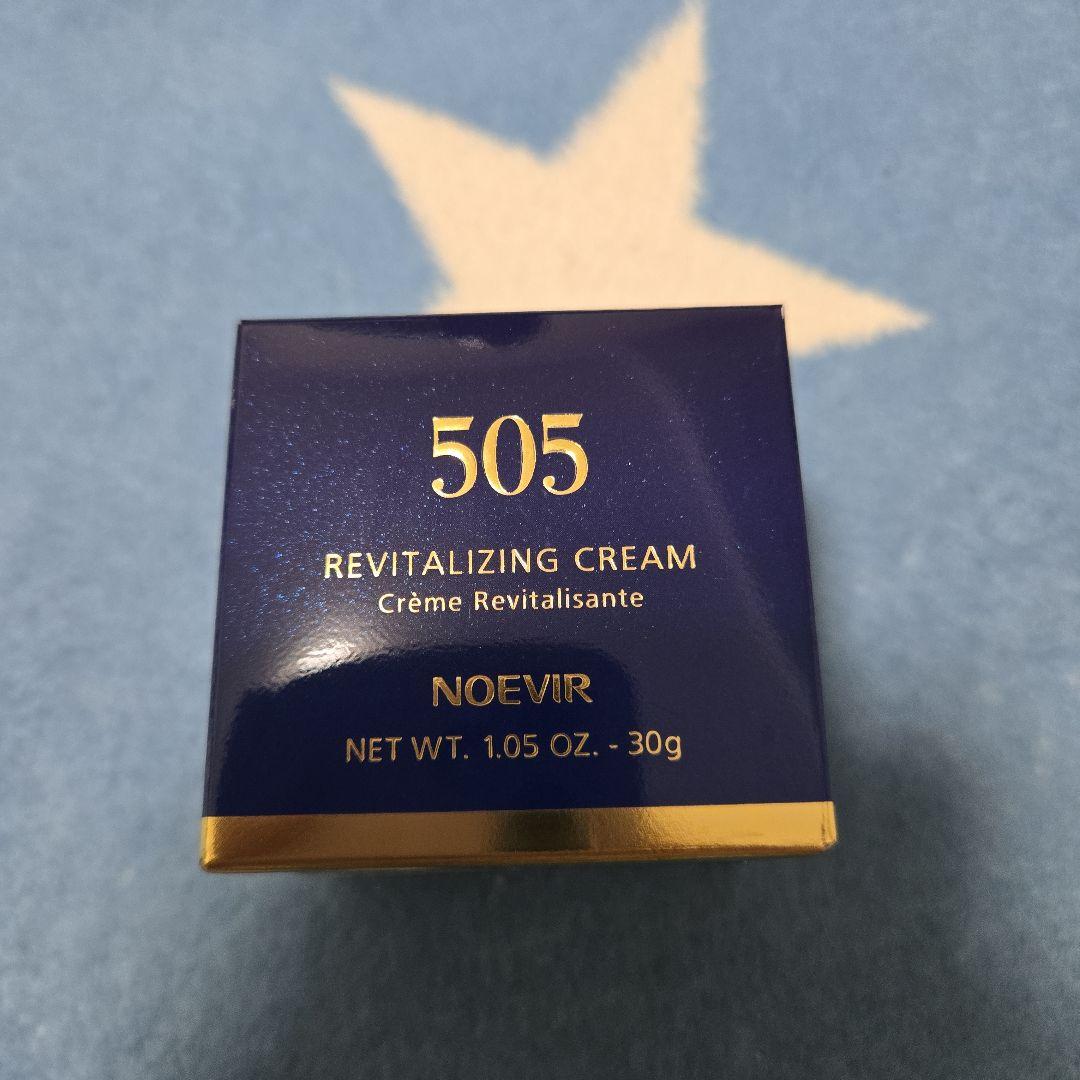 505
REVITALIZING CREAM
Crème Revitalisante
NOEVIR
NET WT. 1.05 OZ. - 30g